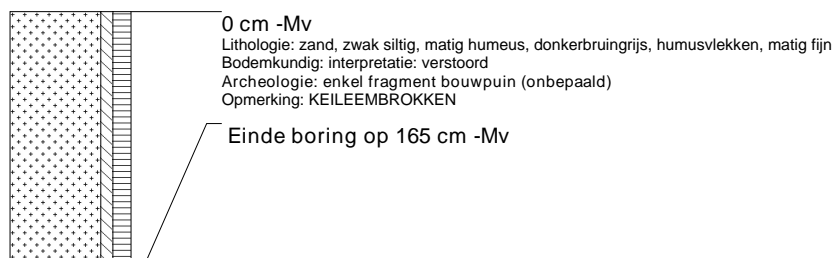 0 cm -Mv
Lithologie: zand, zwak siltig, matig humeus, donkerbruingrijs, humusvlekken, matig fijn
Bodemkundig: interpretatie: verstoord
Archeologie: enkel fragment bouwpuin (onbepaald)
Opmerking: KEILEEMBROKKEN
Einde boring op 165 cm -Mv